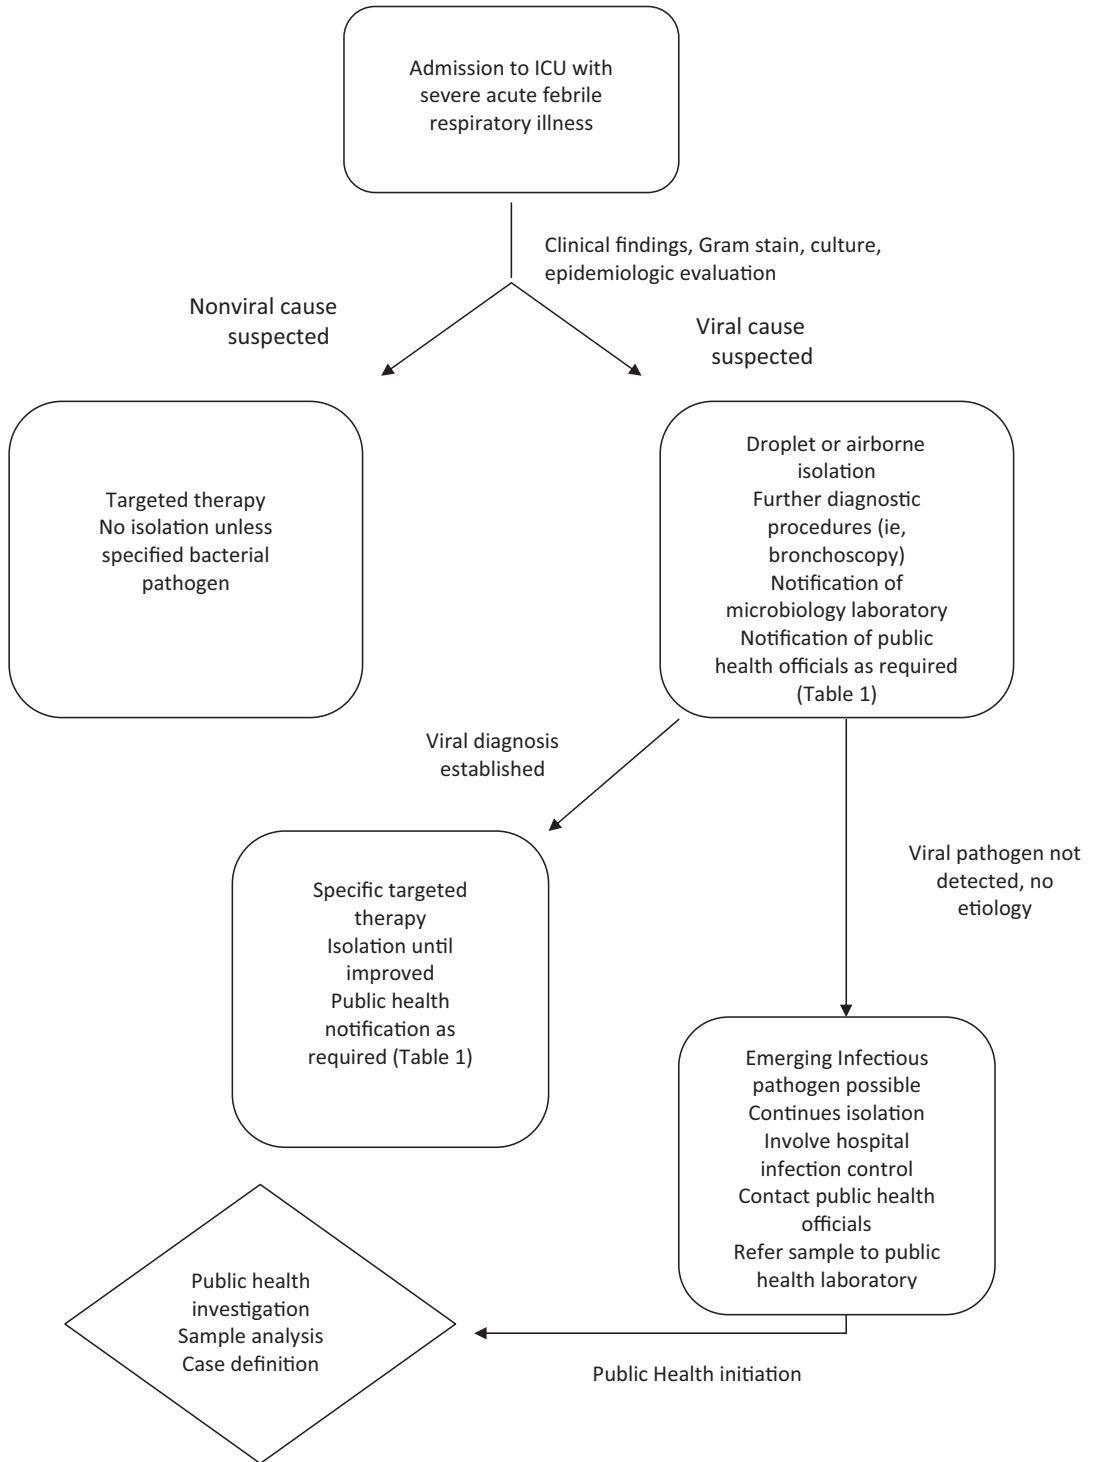 Admission to ICU with
severe acute febrile
respiratory illness
Clinical findings, Gram stain, culture,
epidemiologic evaluation
Nonviral cause
suspected
Viral cause
suspected
Targeted therapy
No isolation unless
specified bacterial
pathogen
Droplet or airborne
isolation
Further diagnostic
procedures (ie,
bronchoscopy)
Notification of
microbiology laboratory
Notification of public
health officials as required
(Table 1)
Viral diagnosis
established
Viral pathogen not
detected, no
etiology
Specific targeted
therapy
Isolation until
improved
Public health
notification as
required (Table 1)
Emerging Infectious
pathogen possible
Continues isolation
Involve hospital
infection control
Contact public health
officials
Refer sample to public
health laboratory
Public health
investigation
Sample analysis
Case definition
Public Health initiation